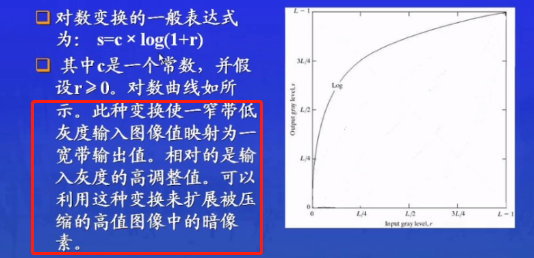 对数变换的一般表达式
为： s=c × log(1+r)
其中c是一个常数，并假
设r≥0。对数曲线如所
示。此种变换使一窄带低
灰度输入图像值映射为一
宽带输出值。相对的是输
入灰度的高调整值。可以
利用这种变换来扩展被压
缩的高值图像中的暗像
素。
L − 1
3L/4
L/2
L/4
0
Output gray level, s
Log
0
L/4
L/2
3L/4
L − 1
Input gray level, r